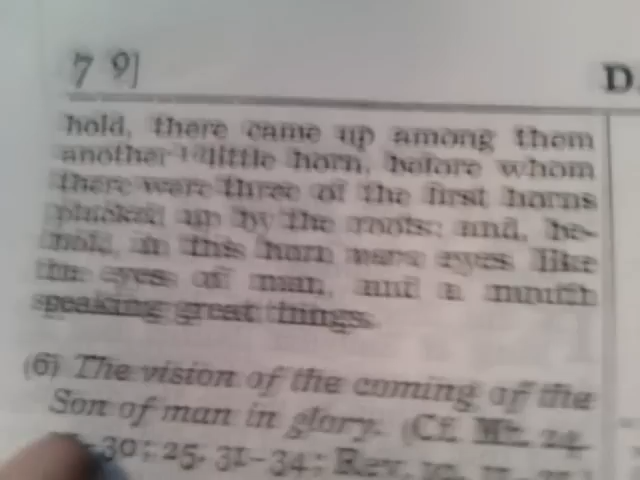 7 9]
D.
hold, there came up among them
another little horn, before whom
there were three of the first horns
plucked up by the roots: and, be-
hold, in this horn were eyes like
the eyes of man, and a mouth
speaking great things.
(6) The vision of the coming of the
Son of man in glory. (Cf. Mt. 24.
-30; 25. 31-34; Rev.